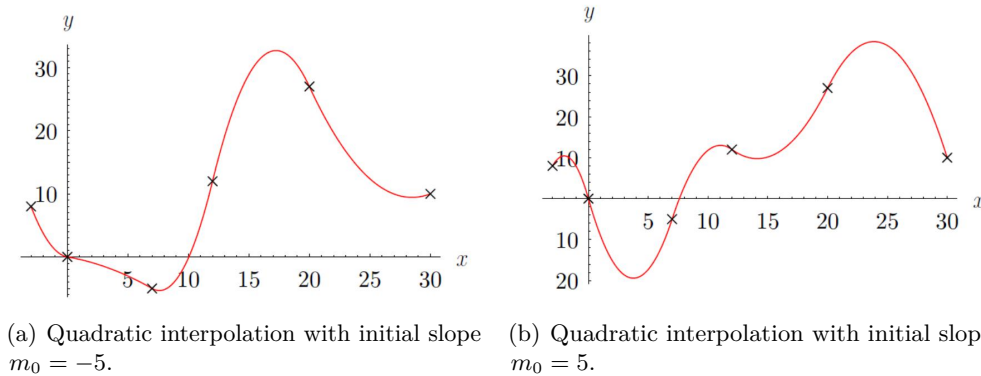 y
30
20
10
5 10 15 20 25 30 x
y
30
20
10
5 10 15 20 25 30 x
10
20
(a) Quadratic interpolation with initial slope
m₀ = −5.
(b) Quadratic interpolation with initial slop
m₀ = 5.